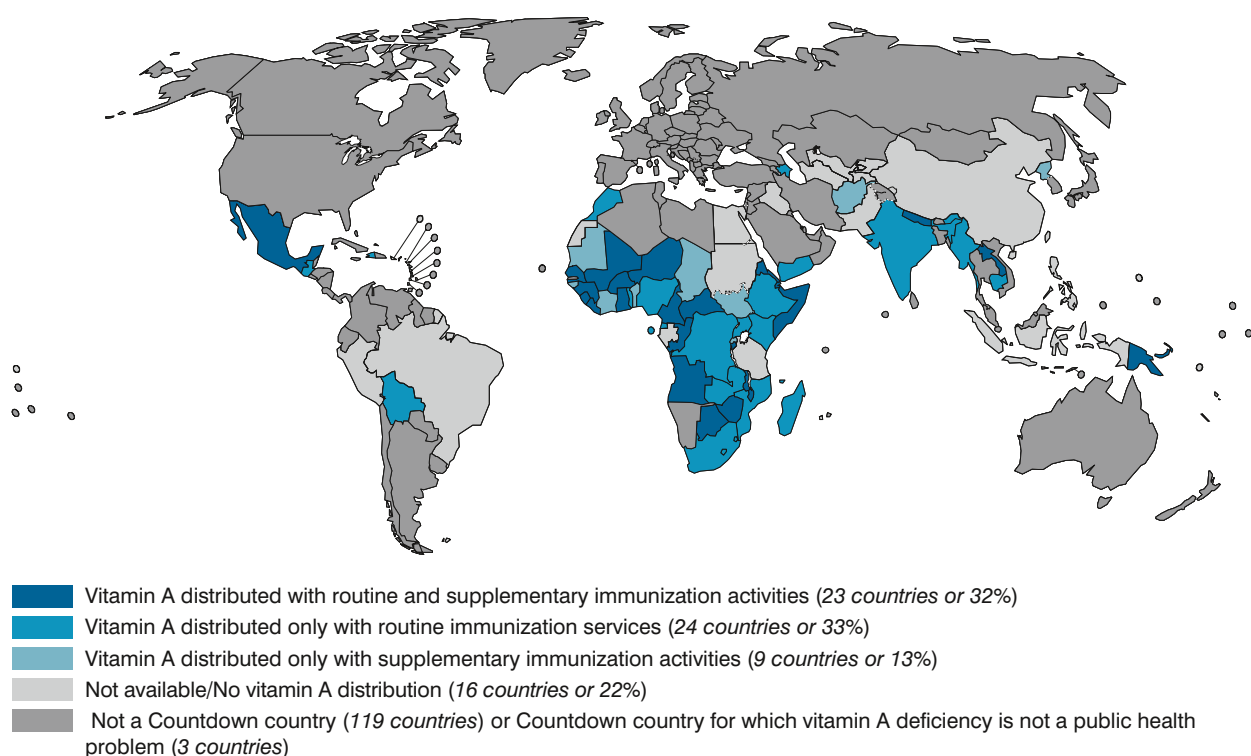 Vitamin A distributed with routine and supplementary immunization activities (23 countries or 32%)
Vitamin A distributed only with routine immunization services (24 countries or 33%)
Vitamin A distributed only with supplementary immunization activities (9 countries or 13%)
Not available/No vitamin A distribution (16 countries or 22%)
Not a Countdown country (119 countries) or Countdown country for which vitamin A deficiency is not a public health
problem (3 countries)